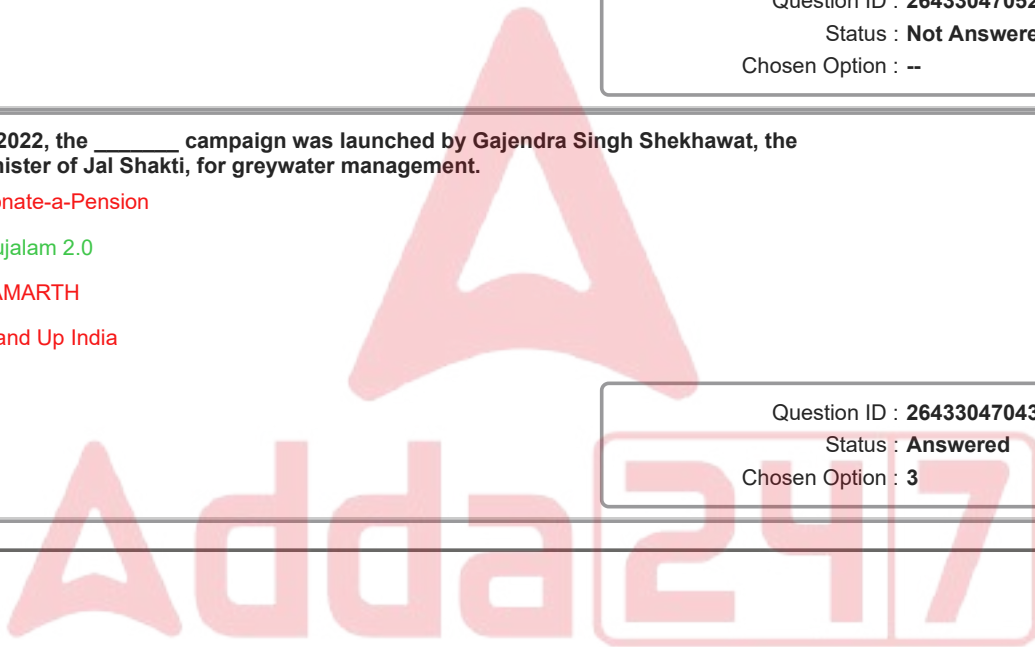 Question ID : 26433047052
Status : Not Answere
Chosen Option : --
2022, the _______ campaign was launched by Gajendra Singh Shekhawat, the
nister of Jal Shakti, for greywater management.
nate-a-Pension
ujalam 2.0
AMARTH
and Up India
Question ID : 26433047043
Status : Answered
Chosen Option : 3
Adda247